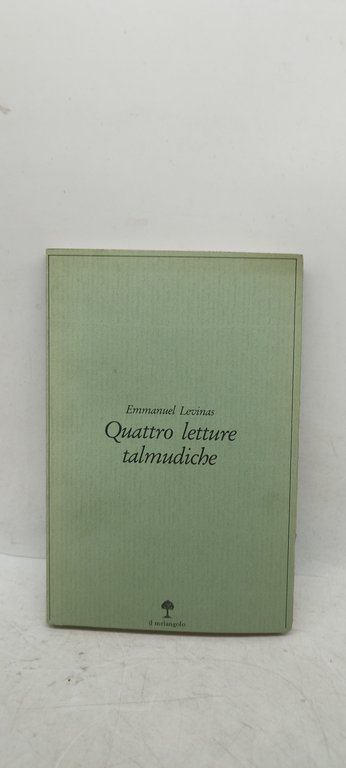 Emmanuel Levinas
Quattro letture
talmudiche
il melangolo